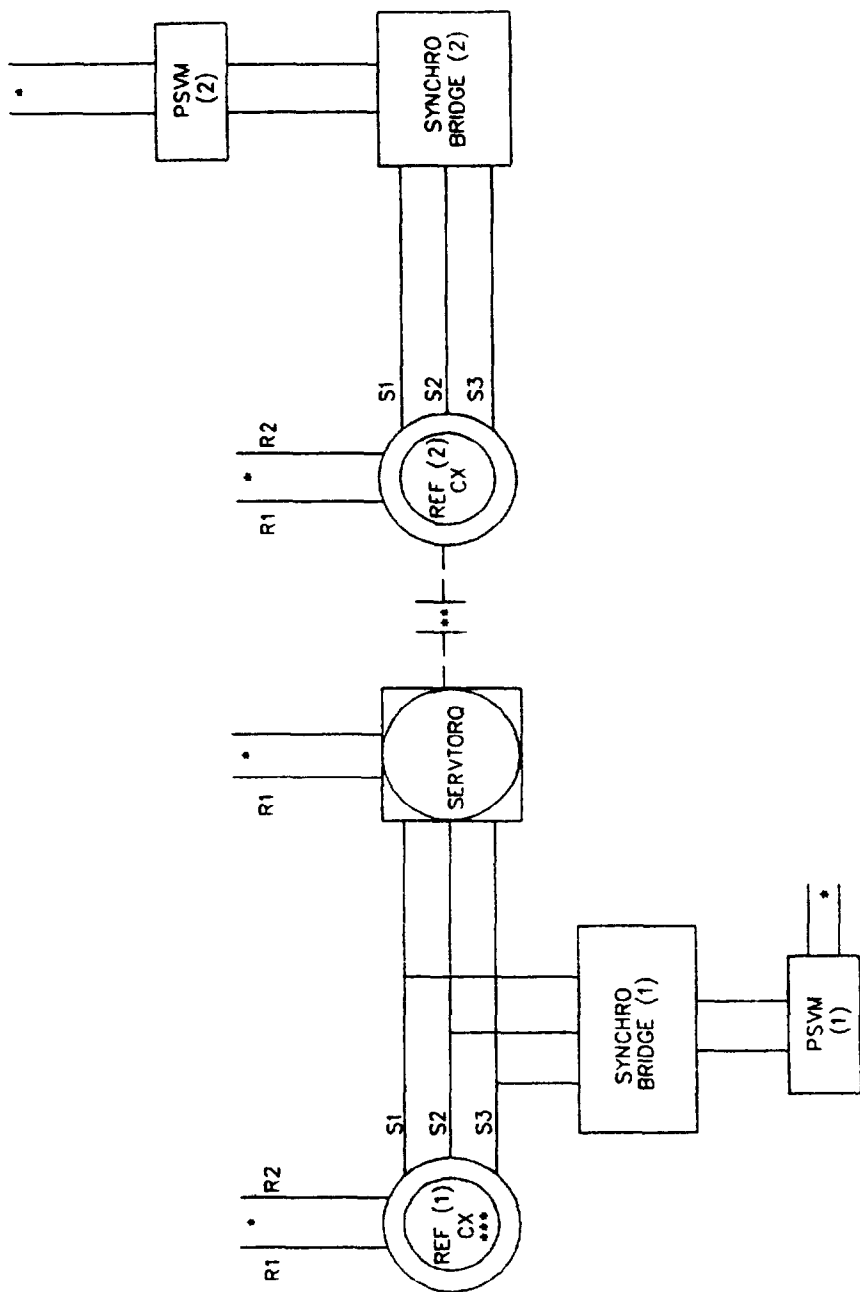 R1
*
R2
REF (1)
CX
***
S1
S2
S3
SYNCHRO
BRIDGE (1)
PSVM
(1)
*
R1
*
SERVTORQ
**
R1
*
R2
REF (2)
CX
S1
S2
S3
SYNCHRO
BRIDGE (2)
PSVM
(2)
*